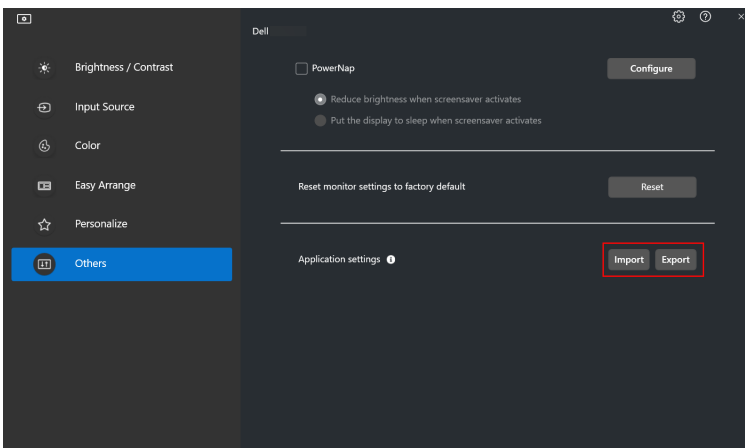 Dell
Brightness / Contrast
Input Source
Color
Easy Arrange
Personalize
Others
PowerNap
Configure
Reduce brightness when screensaver activates
Put the display to sleep when screensaver activates
Reset monitor settings to factory default
Reset
Application settings
Import
Export